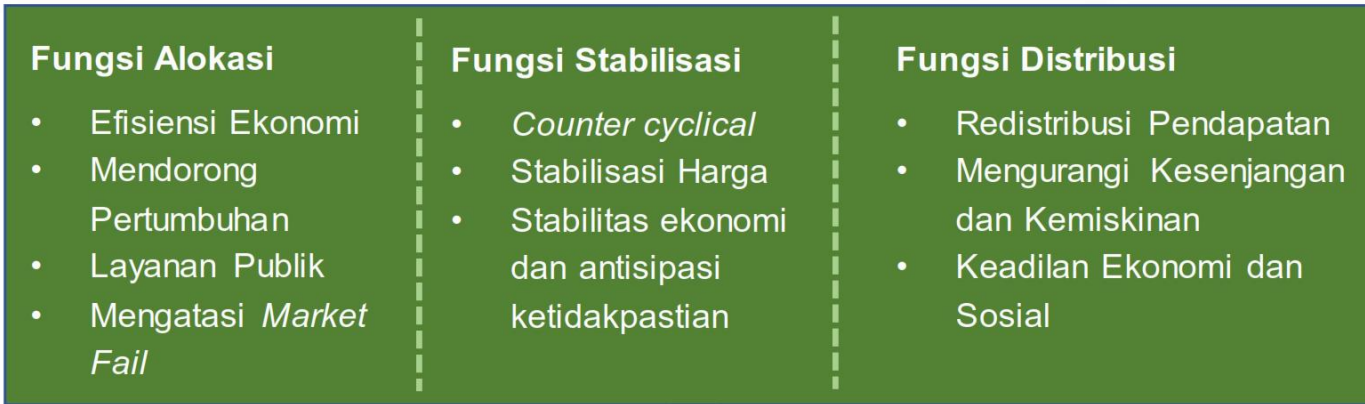 Fungsi Alokasi
• Efisiensi Ekonomi
• Mendorong
Pertumbuhan
• Layanan Publik
• Mengatasi Market
Fail
Fungsi Stabilisasi
• Counter cyclical
• Stabilisasi Harga
• Stabilitas ekonomi
dan antisipasi
ketidakpastian
Fungsi Distribusi
• Redistribusi Pendapatan
• Mengurangi Kesenjangan
dan Kemiskinan
• Keadilan Ekonomi dan
Sosial